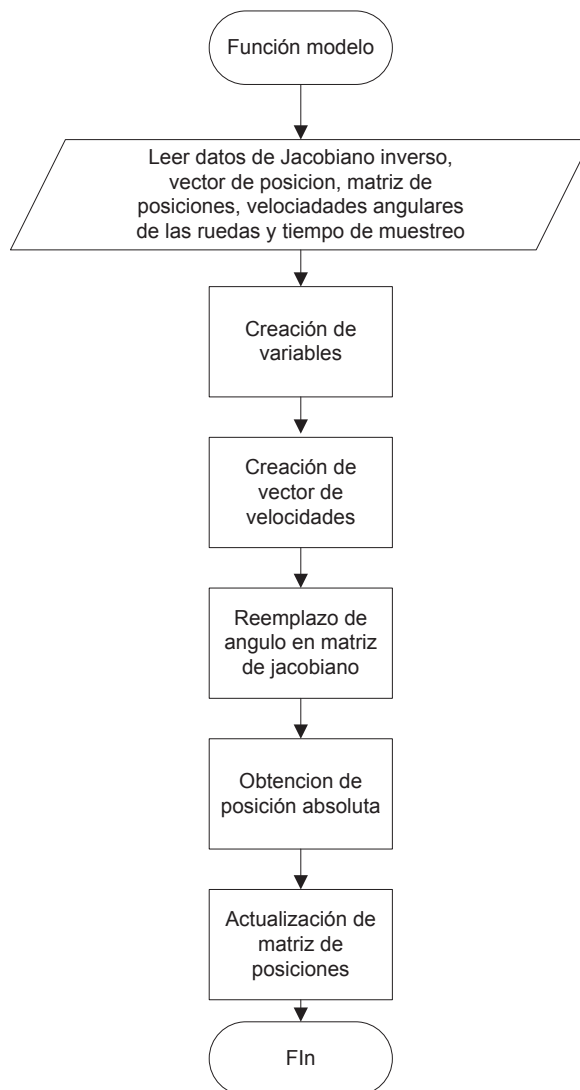 Función modelo
Leer datos de Jacobiano inverso,
vector de posicion, matriz de
posiciones, velociadades angulares
de las ruedas y tiempo de muestreo
Creación de
variables
Creación de
vector de
velocidades
Reemplazo de
angulo en matriz
de jacobiano
Obtencion de
posición absoluta
Actualización de
matriz de
posiciones
FIn